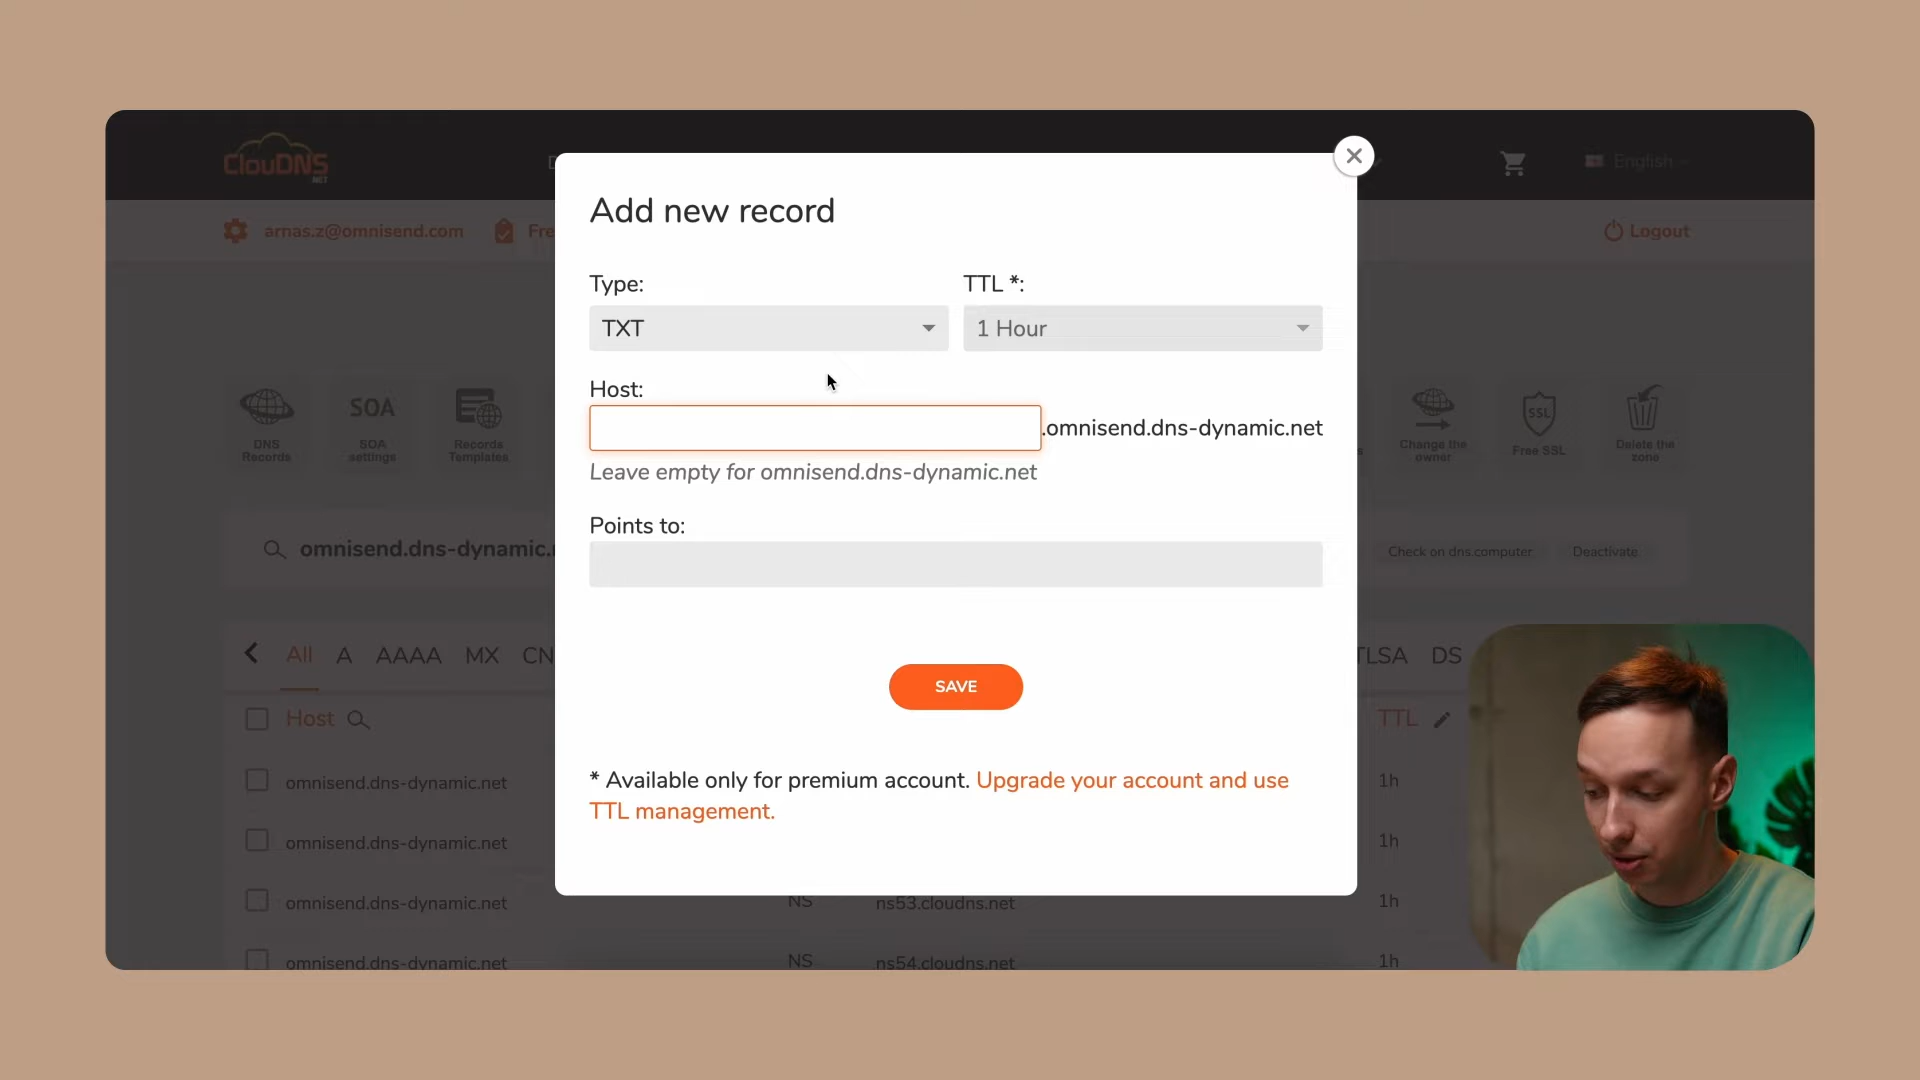 ClouDNS
NET
English
arnas.z@omnisend.com
Fre
Logout
Add new record
Type:
TTL *:
TXT
1 Hour
Host:
.omnisend.dns-dynamic.net
Leave empty for omnisend.dns-dynamic.net
Points to:
SAVE
* Available only for premium account. Upgrade your account and use
TTL management.
DNS
Records
SOA
SOA
settings
Records
Templates
Change the
owner
SSL
Free SSL
Delete the
zone
omnisend.dns-dynamic.
Check on dns.computer
Deactivate
All
A
AAAA
MX
CN
TLSA
DS
Host
TTL
omnisend.dns-dynamic.net
1h
omnisend.dns-dynamic.net
1h
omnisend.dns-dynamic.net
NS
ns53.cloudns.net
1h
omnisend.dns-dynamic.net
NS
ns54.cloudns.net
1h